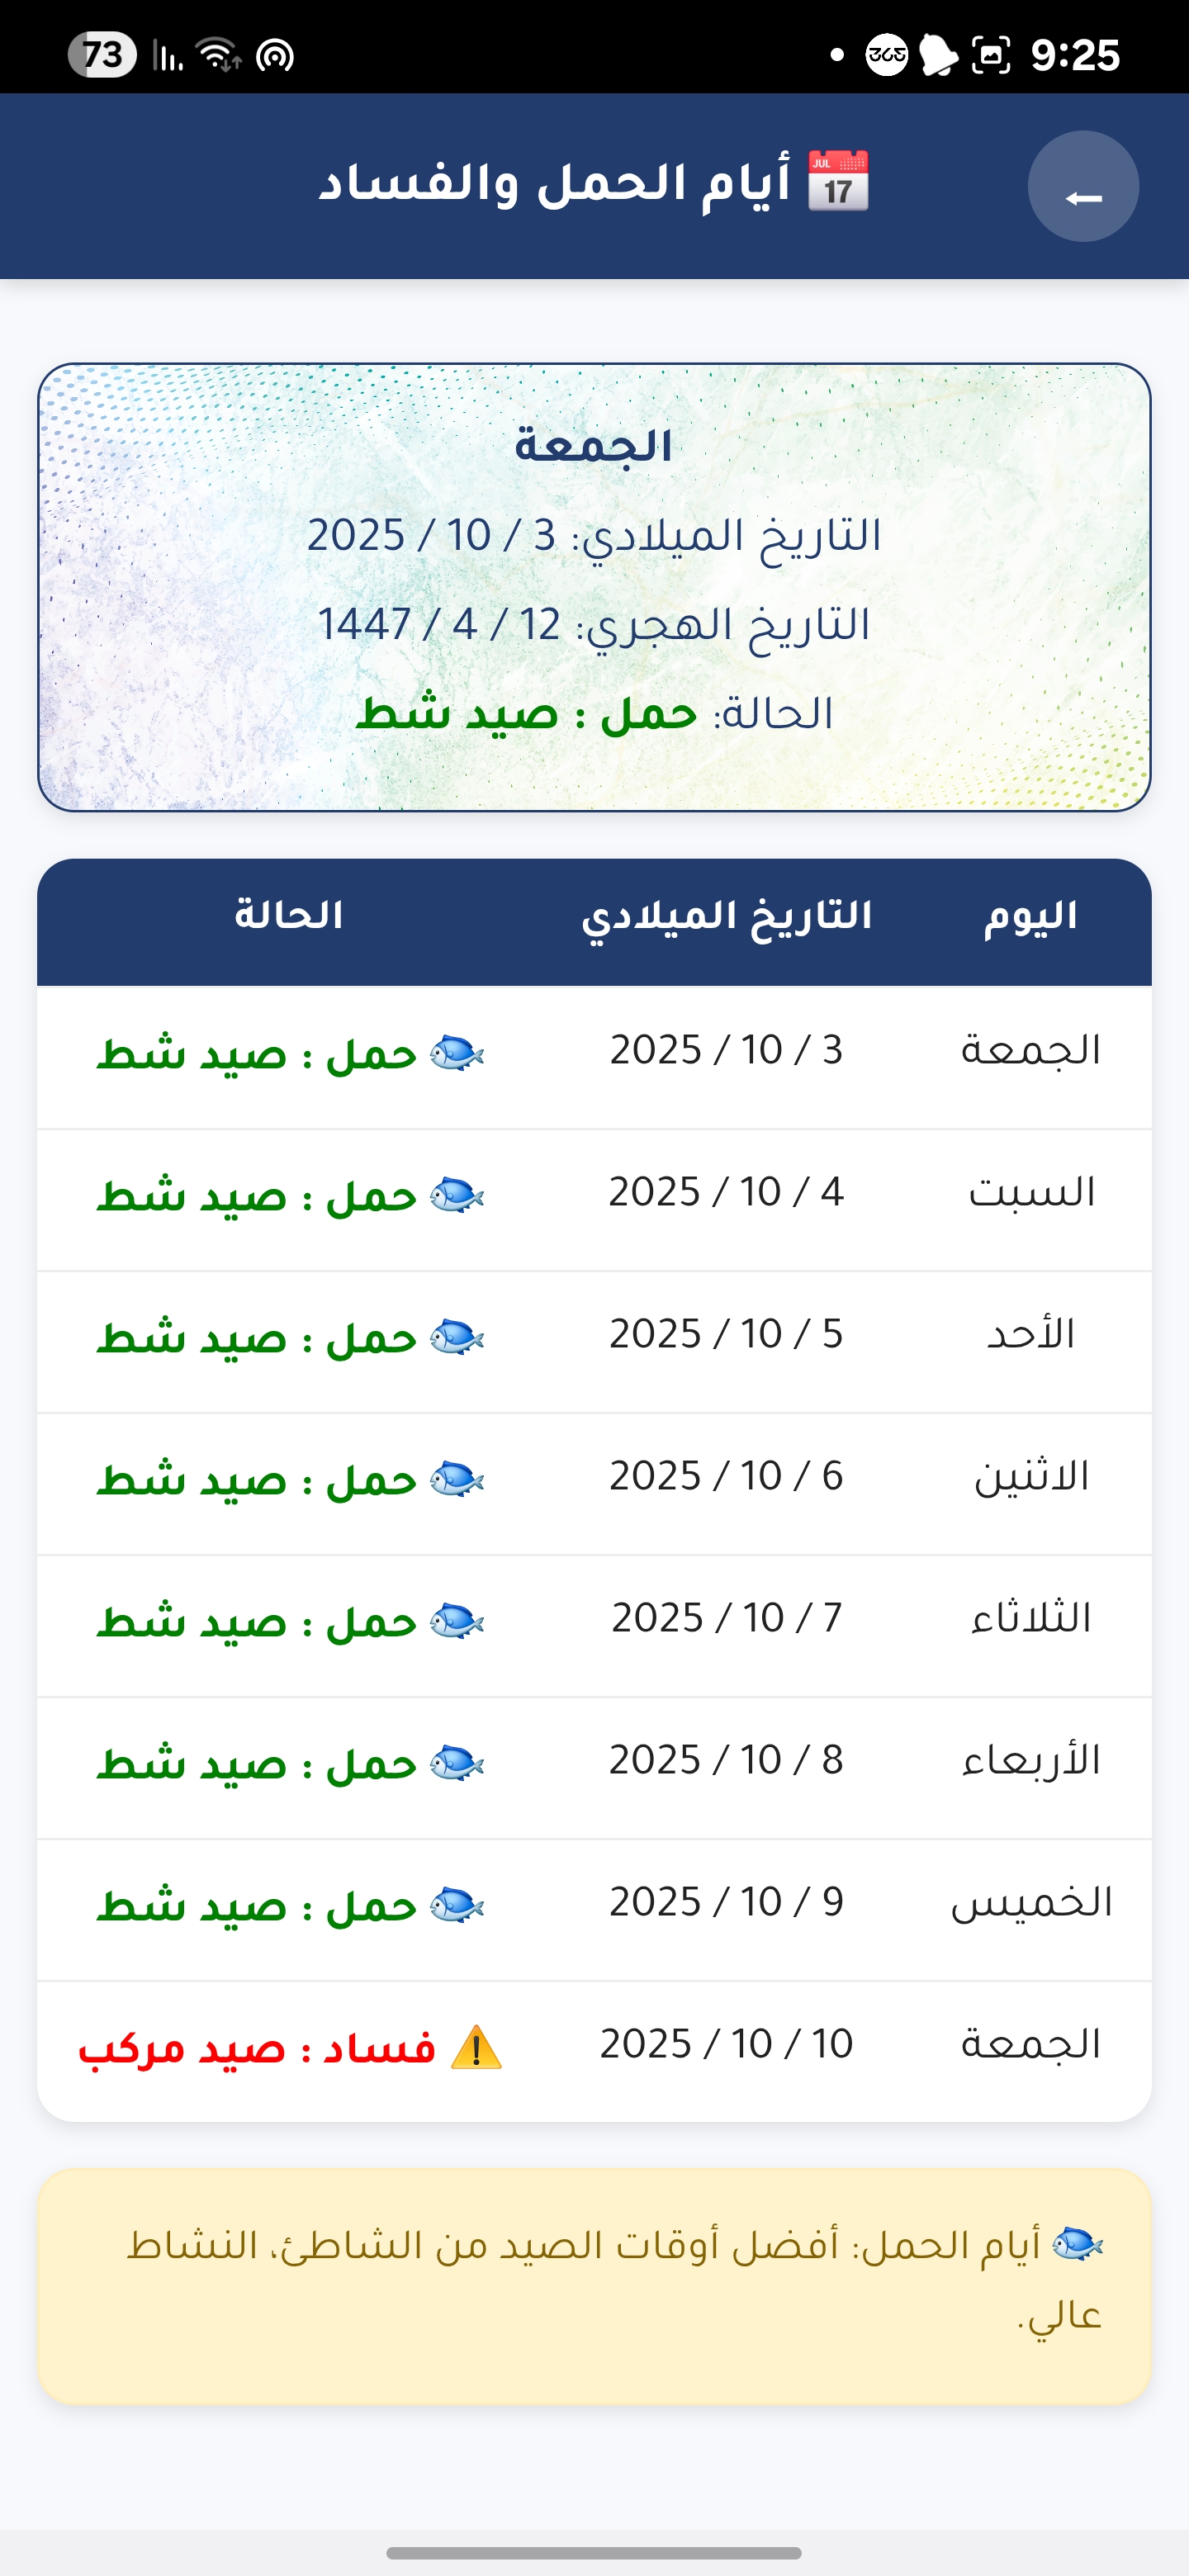 9:25
73
📅 أيام الحمل والفساد
الجمعة
التاريخ الميلادي: 3 / 10 / 2025
التاريخ الهجري: 12 / 4 / 1447
الحالة: حمل : صيد شط
اليوم التاريخ الميلادي الحالة
الجمعة 3 / 10 / 2025 🐟 حمل : صيد شط
السبت 4 / 10 / 2025 🐟 حمل : صيد شط
الأحد 5 / 10 / 2025 🐟 حمل : صيد شط
الاثنين 6 / 10 / 2025 🐟 حمل : صيد شط
الثلاثاء 7 / 10 / 2025 🐟 حمل : صيد شط
الأربعاء 8 / 10 / 2025 🐟 حمل : صيد شط
الخميس 9 / 10 / 2025 🐟 حمل : صيد شط
الجمعة 10 / 10 / 2025 ⚠️ فساد : صيد مركب
🐟 أيام الحمل: أفضل أوقات الصيد من الشاطئ، النشاط
عالي.